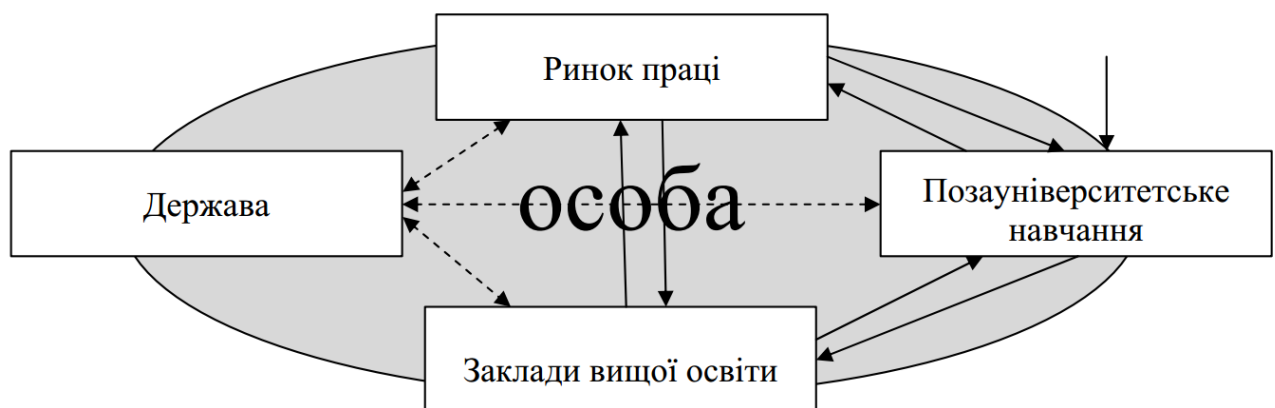 Ринок праці
Держава
особа
Позауніверситетське
навчання
Заклади вищої освіти